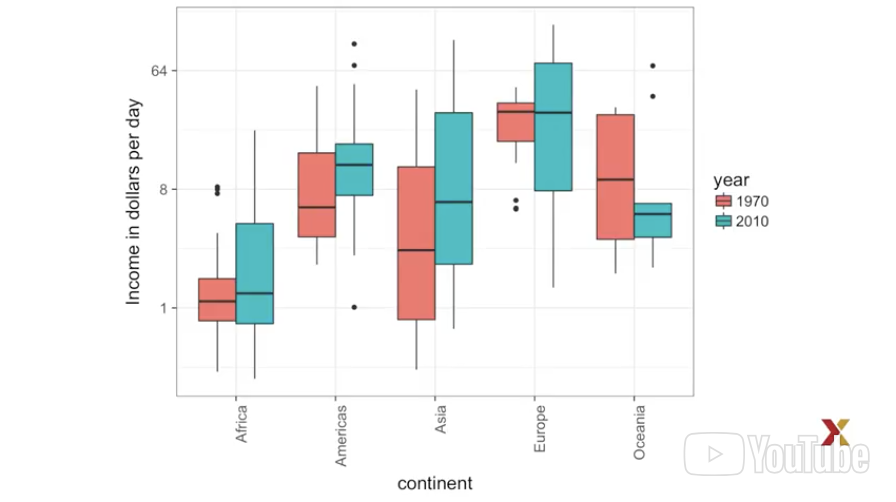 64
8
1
Income in dollars per day
Africa
Americas
Asia
Europe
Oceania
continent
year
1970
2010
YouTube